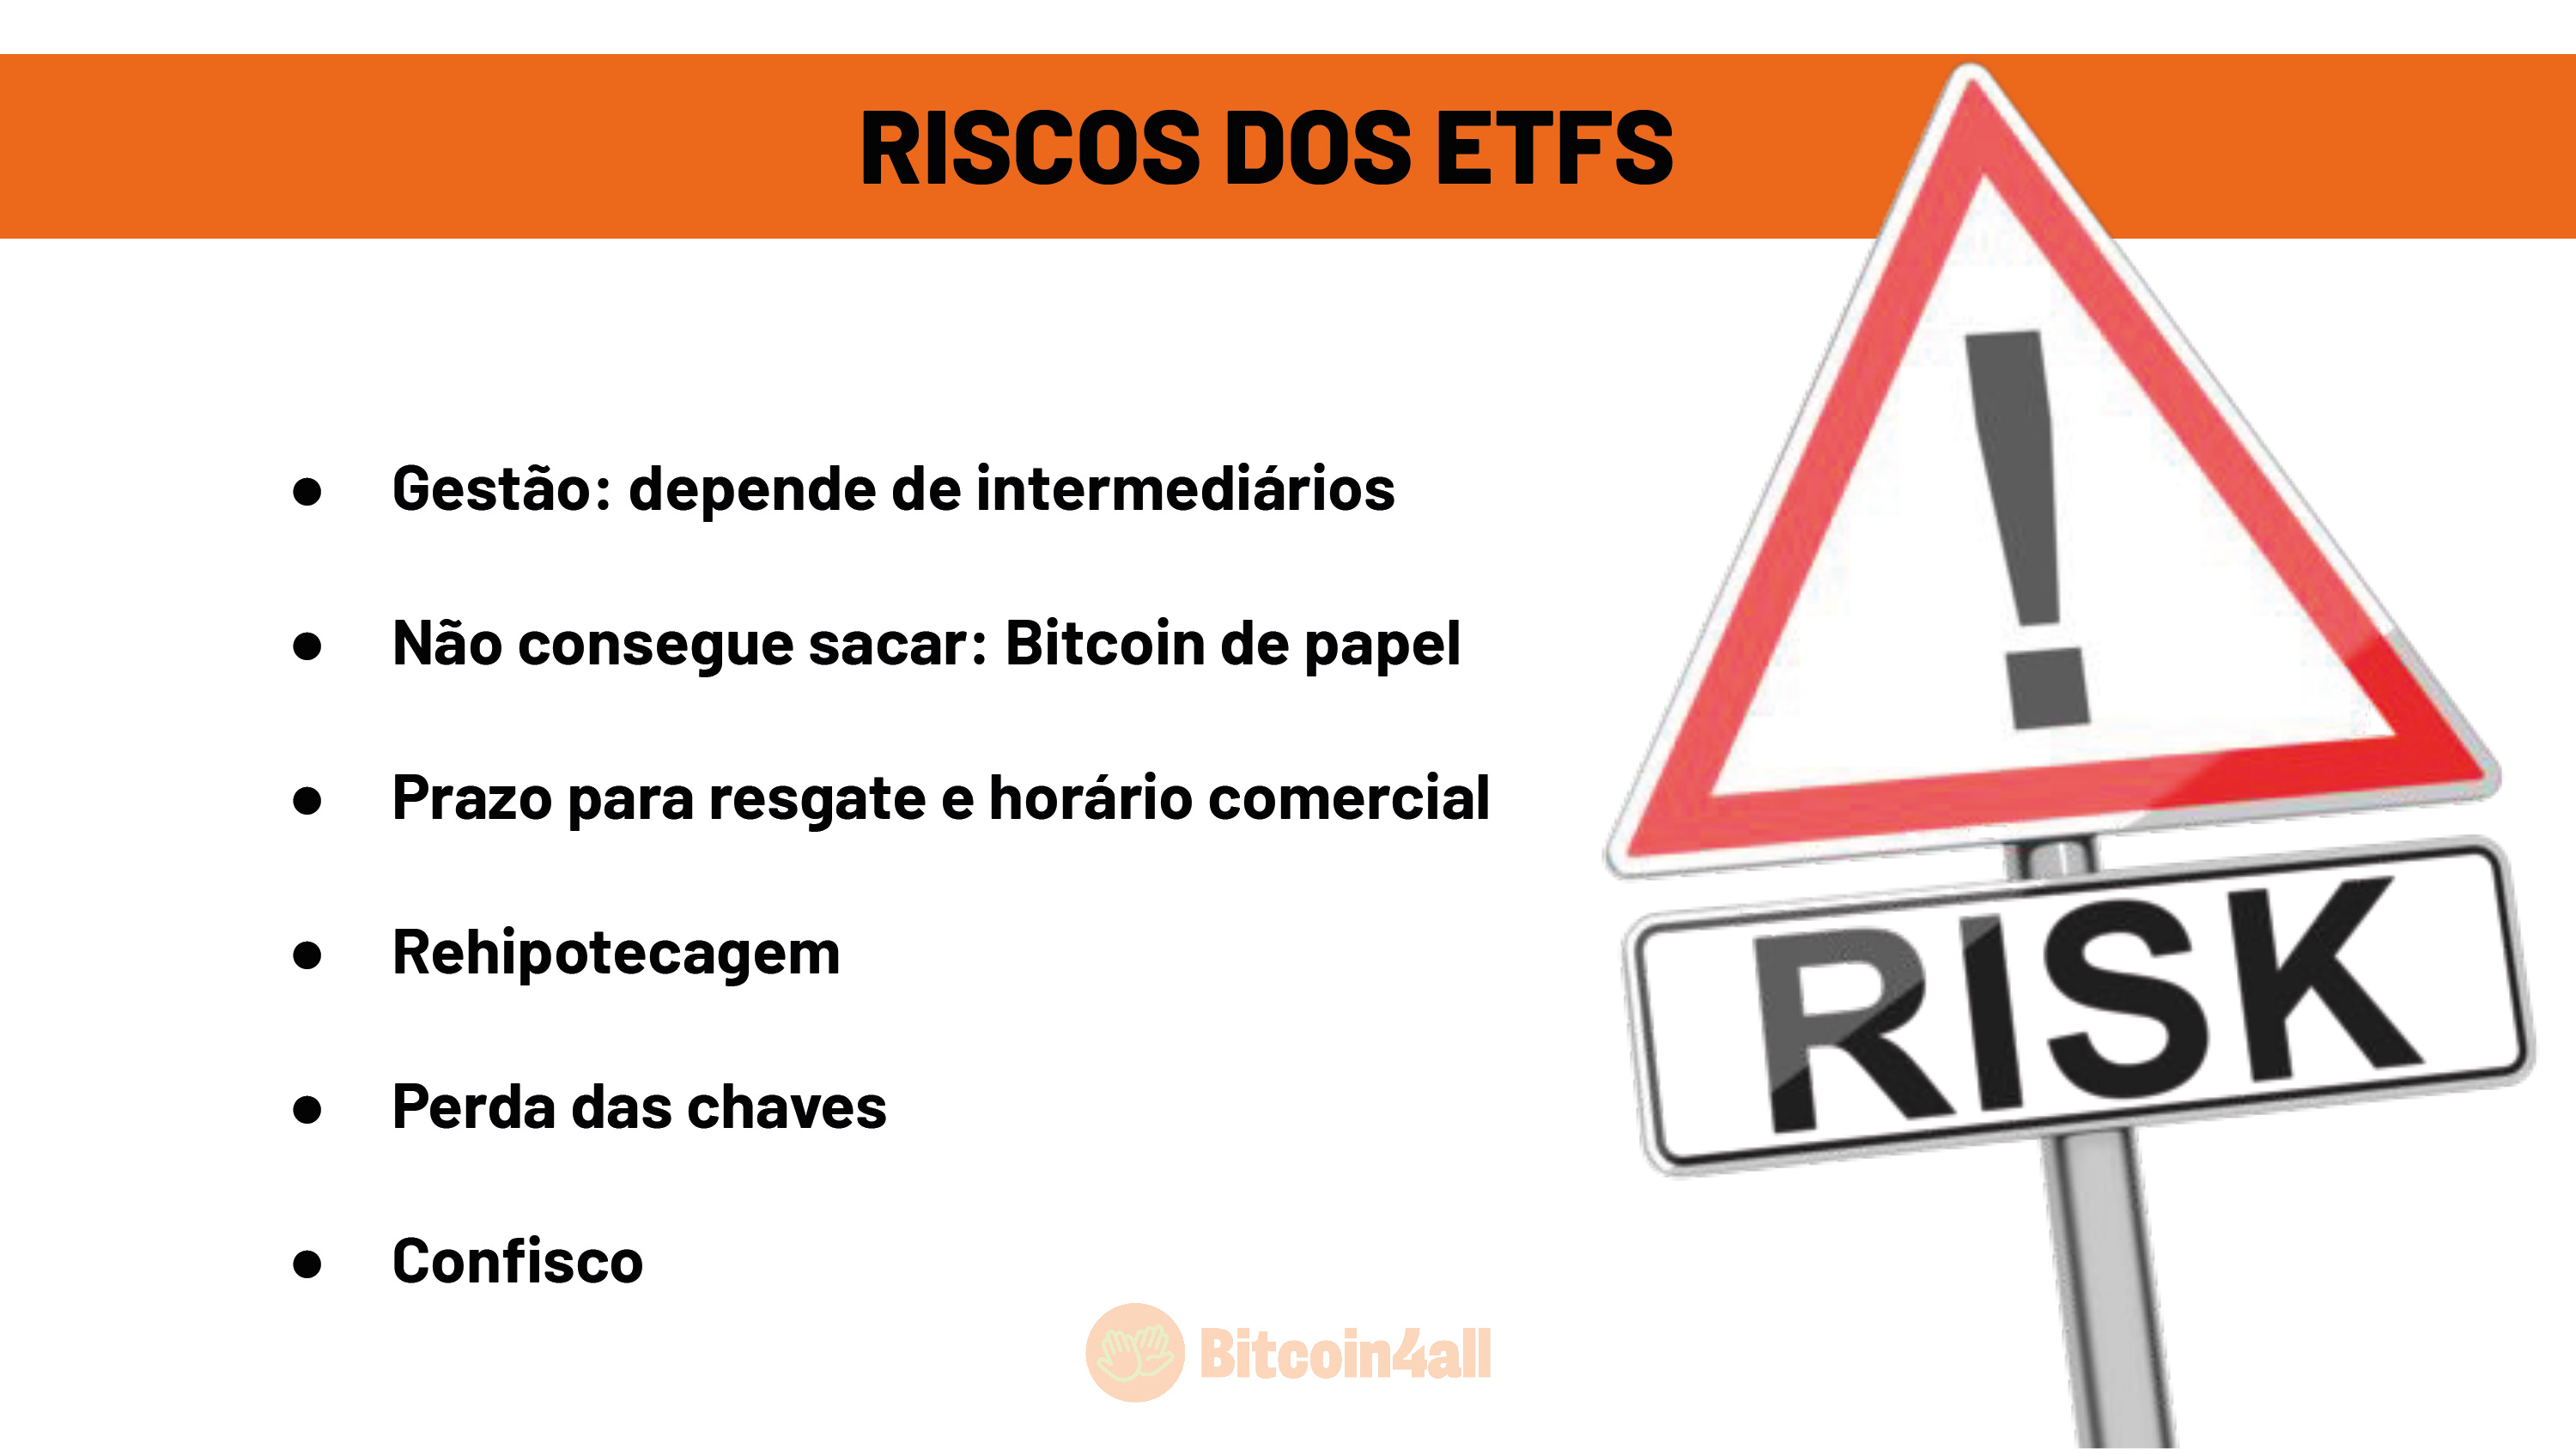 RISCOS DOS ETFS
● Gestão: depende de intermediários
● Não consegue sacar: Bitcoin de papel
● Prazo para resgate e horário comercial
● Rehipotecagem
● Perda das chaves
● Confisco
!
RISK
Bitcoin4all